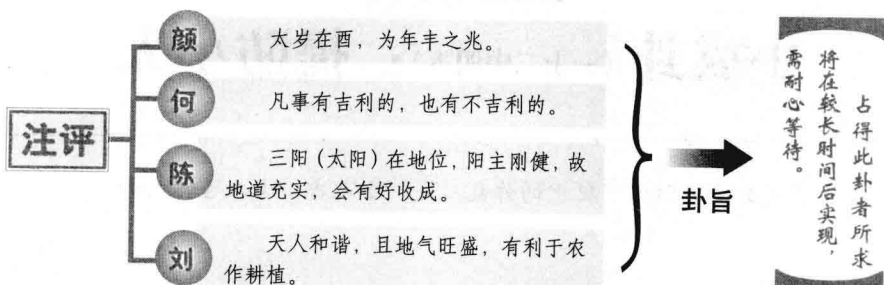 注评
颜
太岁在酉，为年丰之兆。
何
凡事有吉利的，也有不吉利的。
陈
三阳（太阳）在地位，阳主刚健，故
地道充实，会有好收成。
刘
天人和谐，且地气旺盛，有利于农
作耕植。
卦旨
占得此卦者所求
将在较长时间后实现，
需耐心等待。